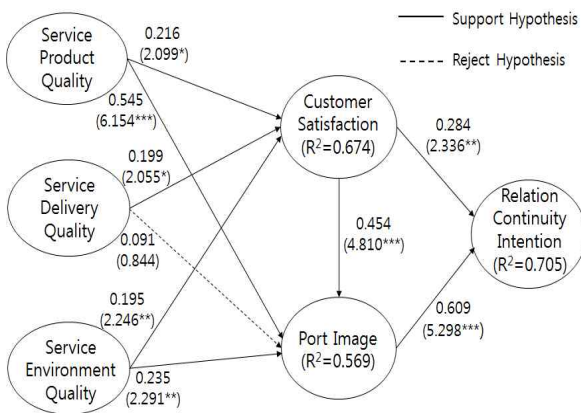 Service
Product
Quality
0.216
(2.099*)
0.545
(6.154***)
Support Hypothesis
Reject Hypothesis
Customer
Satisfaction
(R²=0.674)
0.284
(2.336**)
0.199
(2.055*)
Service
Delivery
Quality
0.091
(0.844)
0.454
(4.810***)
Relation
Continuity
Intention
(R²=0.705)
0.195
(2.246**)
0.609
(5.298***)
Service
Environment
Quality
0.235
(2.291**)
Port Image
(R²=0.569)